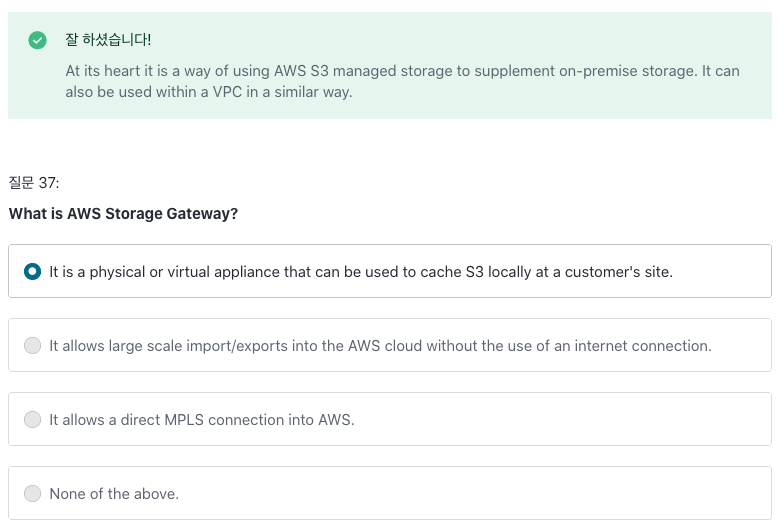 잘 하셨습니다!
At its heart it is a way of using AWS S3 managed storage to supplement on-premise storage. It can
also be used within a VPC in a similar way.
질문 37:
What is AWS Storage Gateway?
It is a physical or virtual appliance that can be used to cache S3 locally at a customer's site.
It allows large scale import/exports into the AWS cloud without the use of an internet connection.
It allows a direct MPLS connection into AWS.
None of the above.